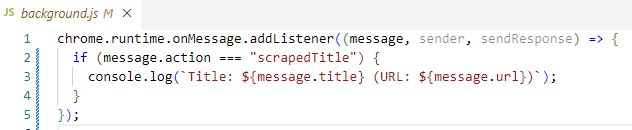 JS background.js M X
1 chrome.runtime.onMessage.addListener((message, sender, sendResponse) => {
2   if (message.action === "scrapedTitle") {
3     console.log(`Title: ${message.title} (URL: ${message.url})`);
4   }
5 });